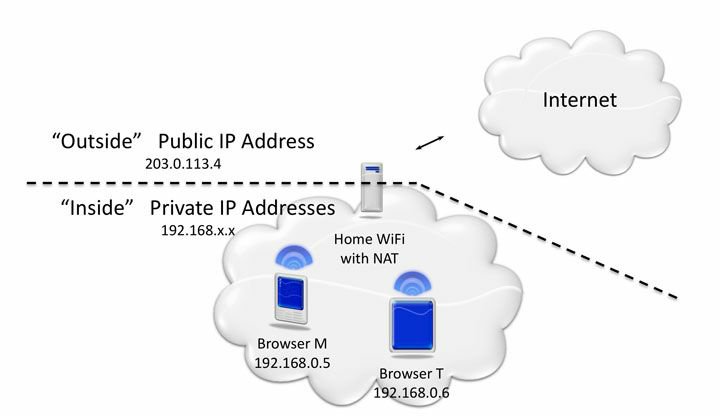 Internet
“Outside” Public IP Address
203.0.113.4
“Inside” Private IP Addresses
192.168.x.x
Home WiFi
with NAT
Browser M
192.168.0.5
Browser T
192.168.0.6